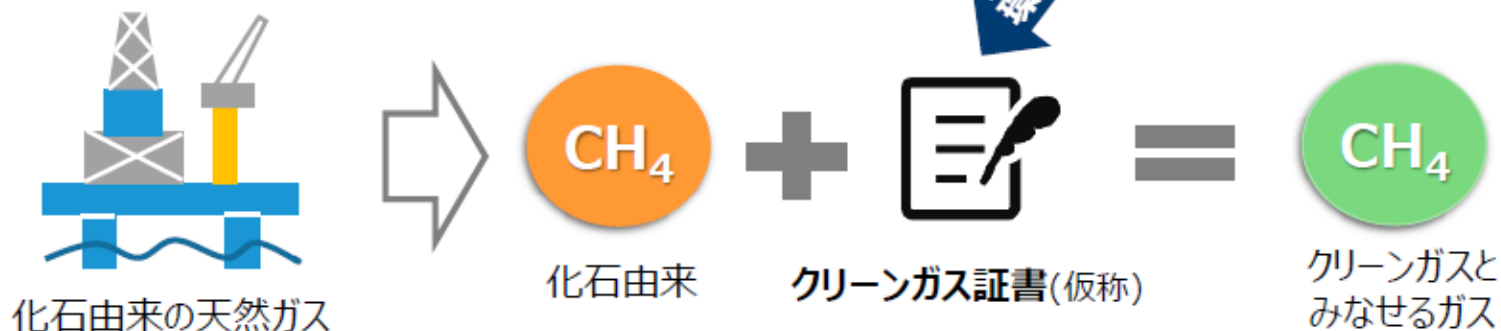 CH₄
CH₄
化石由来
クリーンガス証書(仮称)
クリーンガスと
みなせるガス
化石由来の天然ガス